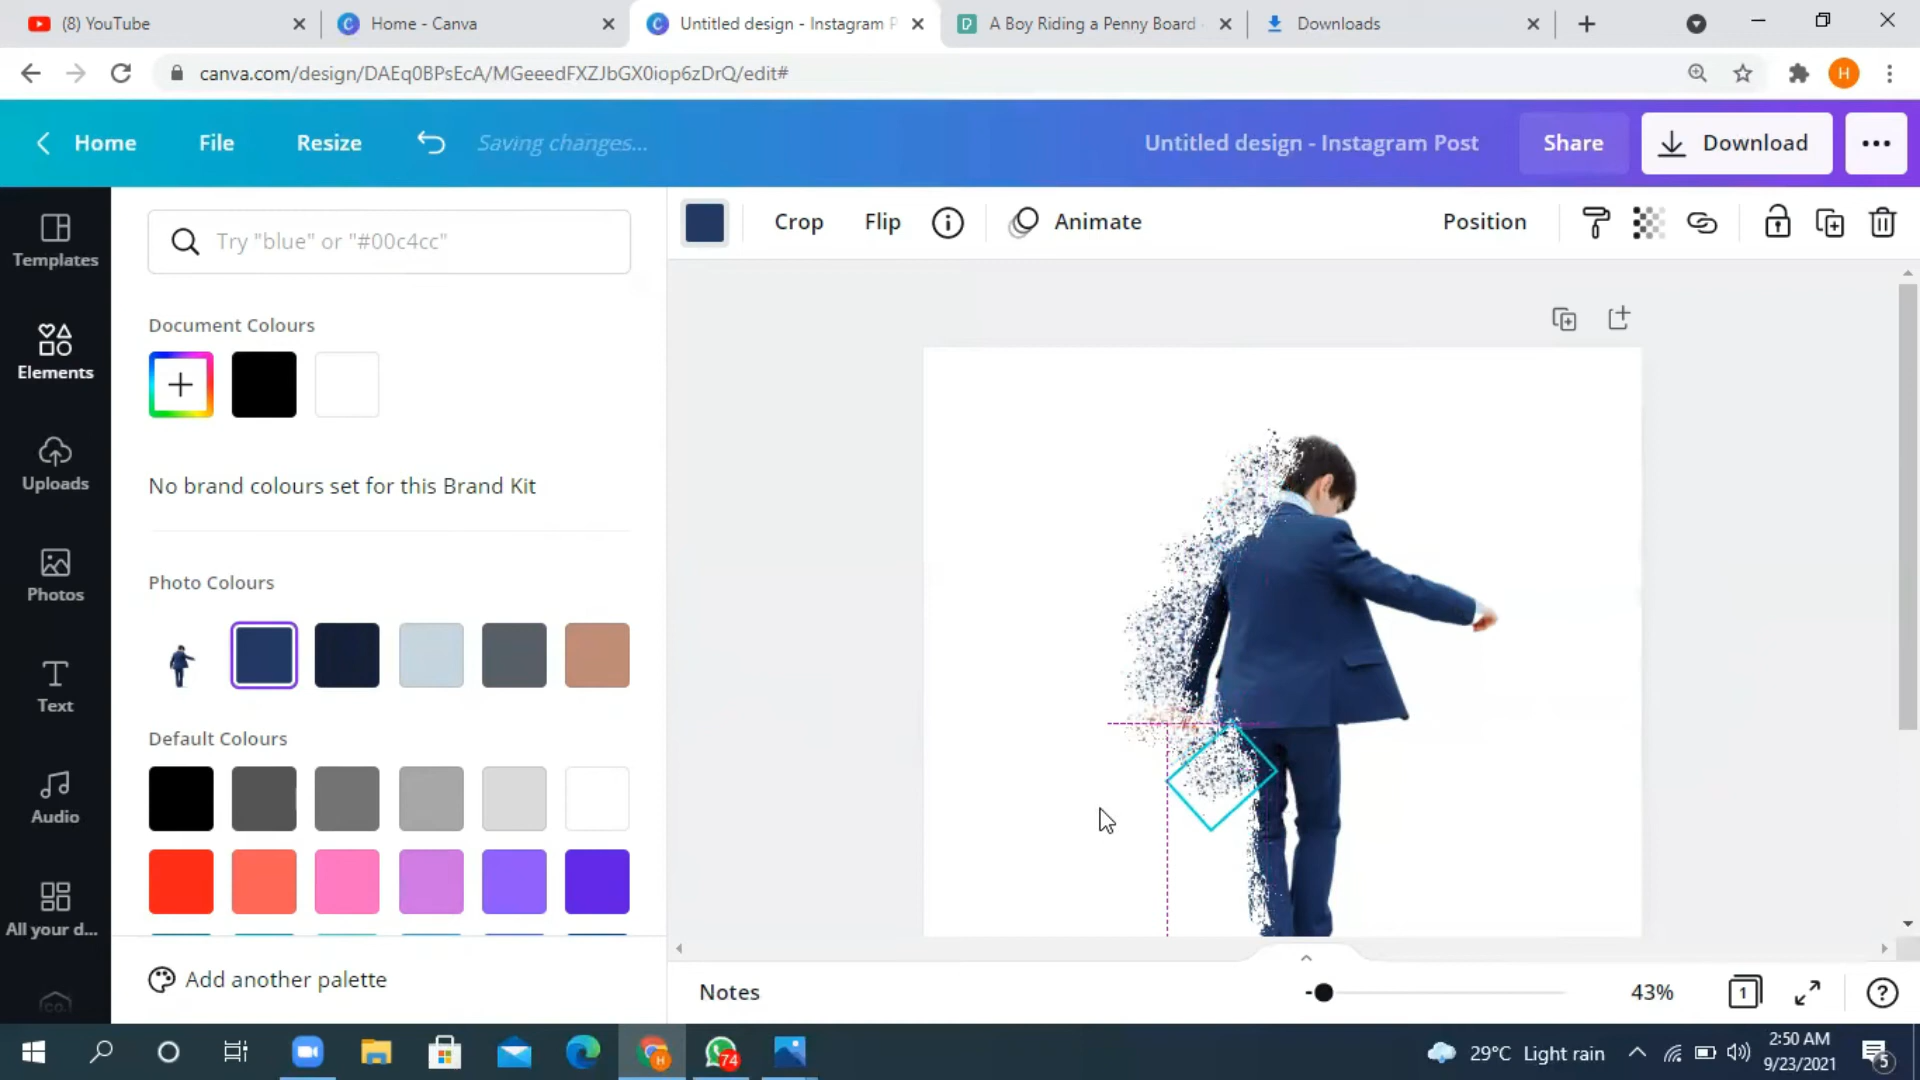 (8) YouTube
Home - Canva
Untitled design - Instagram P
A Boy Riding a Penny Board -
Downloads
canva.com/design/DAEq0BPsEcA/MGeeedFXZJbGX0iop6zDrQ/edit#
H
Home
File
Resize
Saving changes...
Untitled design - Instagram Post
Share
Download
Templates
Elements
Uploads
Photos
Text
Audio
All your d...
co.
Try "blue" or "#00c4cc"
Crop
Flip
Animate
Position
Document Colours
No brand colours set for this Brand Kit
Photo Colours
Default Colours
Add another palette
Notes
43%
1
74
29°C Light rain
2:50 AM
9/23/2021
5